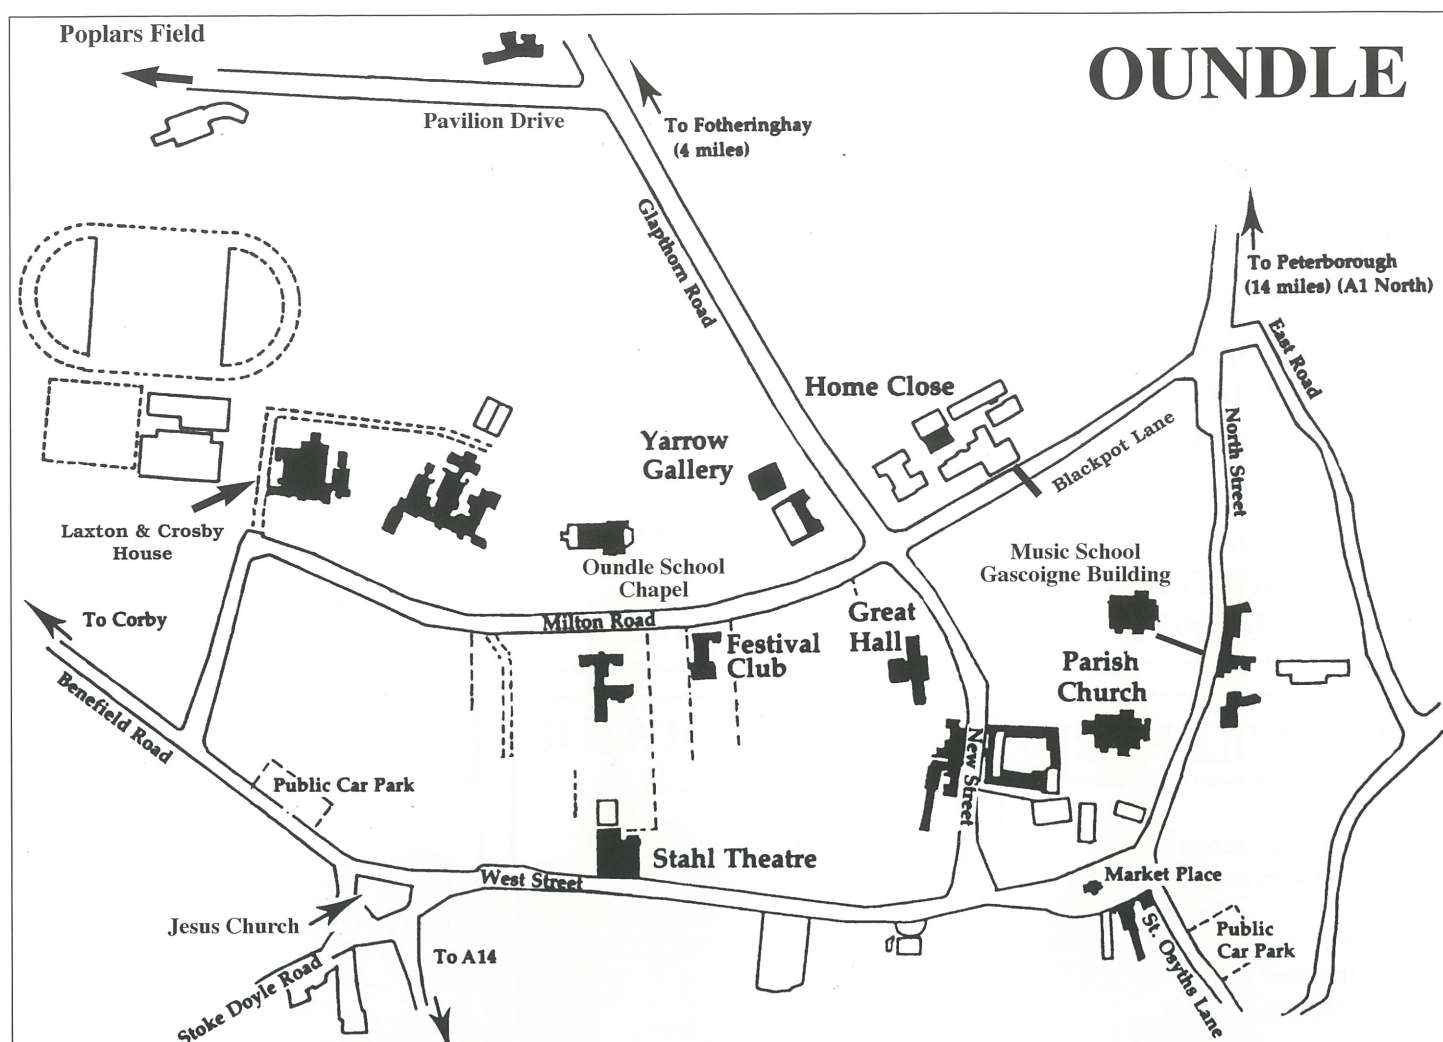 Poplars Field
OUNDLE
Pavilion Drive
To Fotheringhay
(4 miles)
Glapthorn Road
To Peterborough
(14 miles) (A1 North)
East Road
Home Close
Yarrow
Gallery
Blackpot Lane
North Street
Laxton & Crosby
House
Oundle School
Chapel
Music School
Gascoigne Building
To Corby
Milton Road
Festival
Club
Great
Hall
Parish
Church
Benefield Road
New Street
Public Car Park
Stahl Theatre
West Street
Market Place
Jesus Church
To A14
Stoke Doyle Road
St. Osyths Lane
Public
Car Park